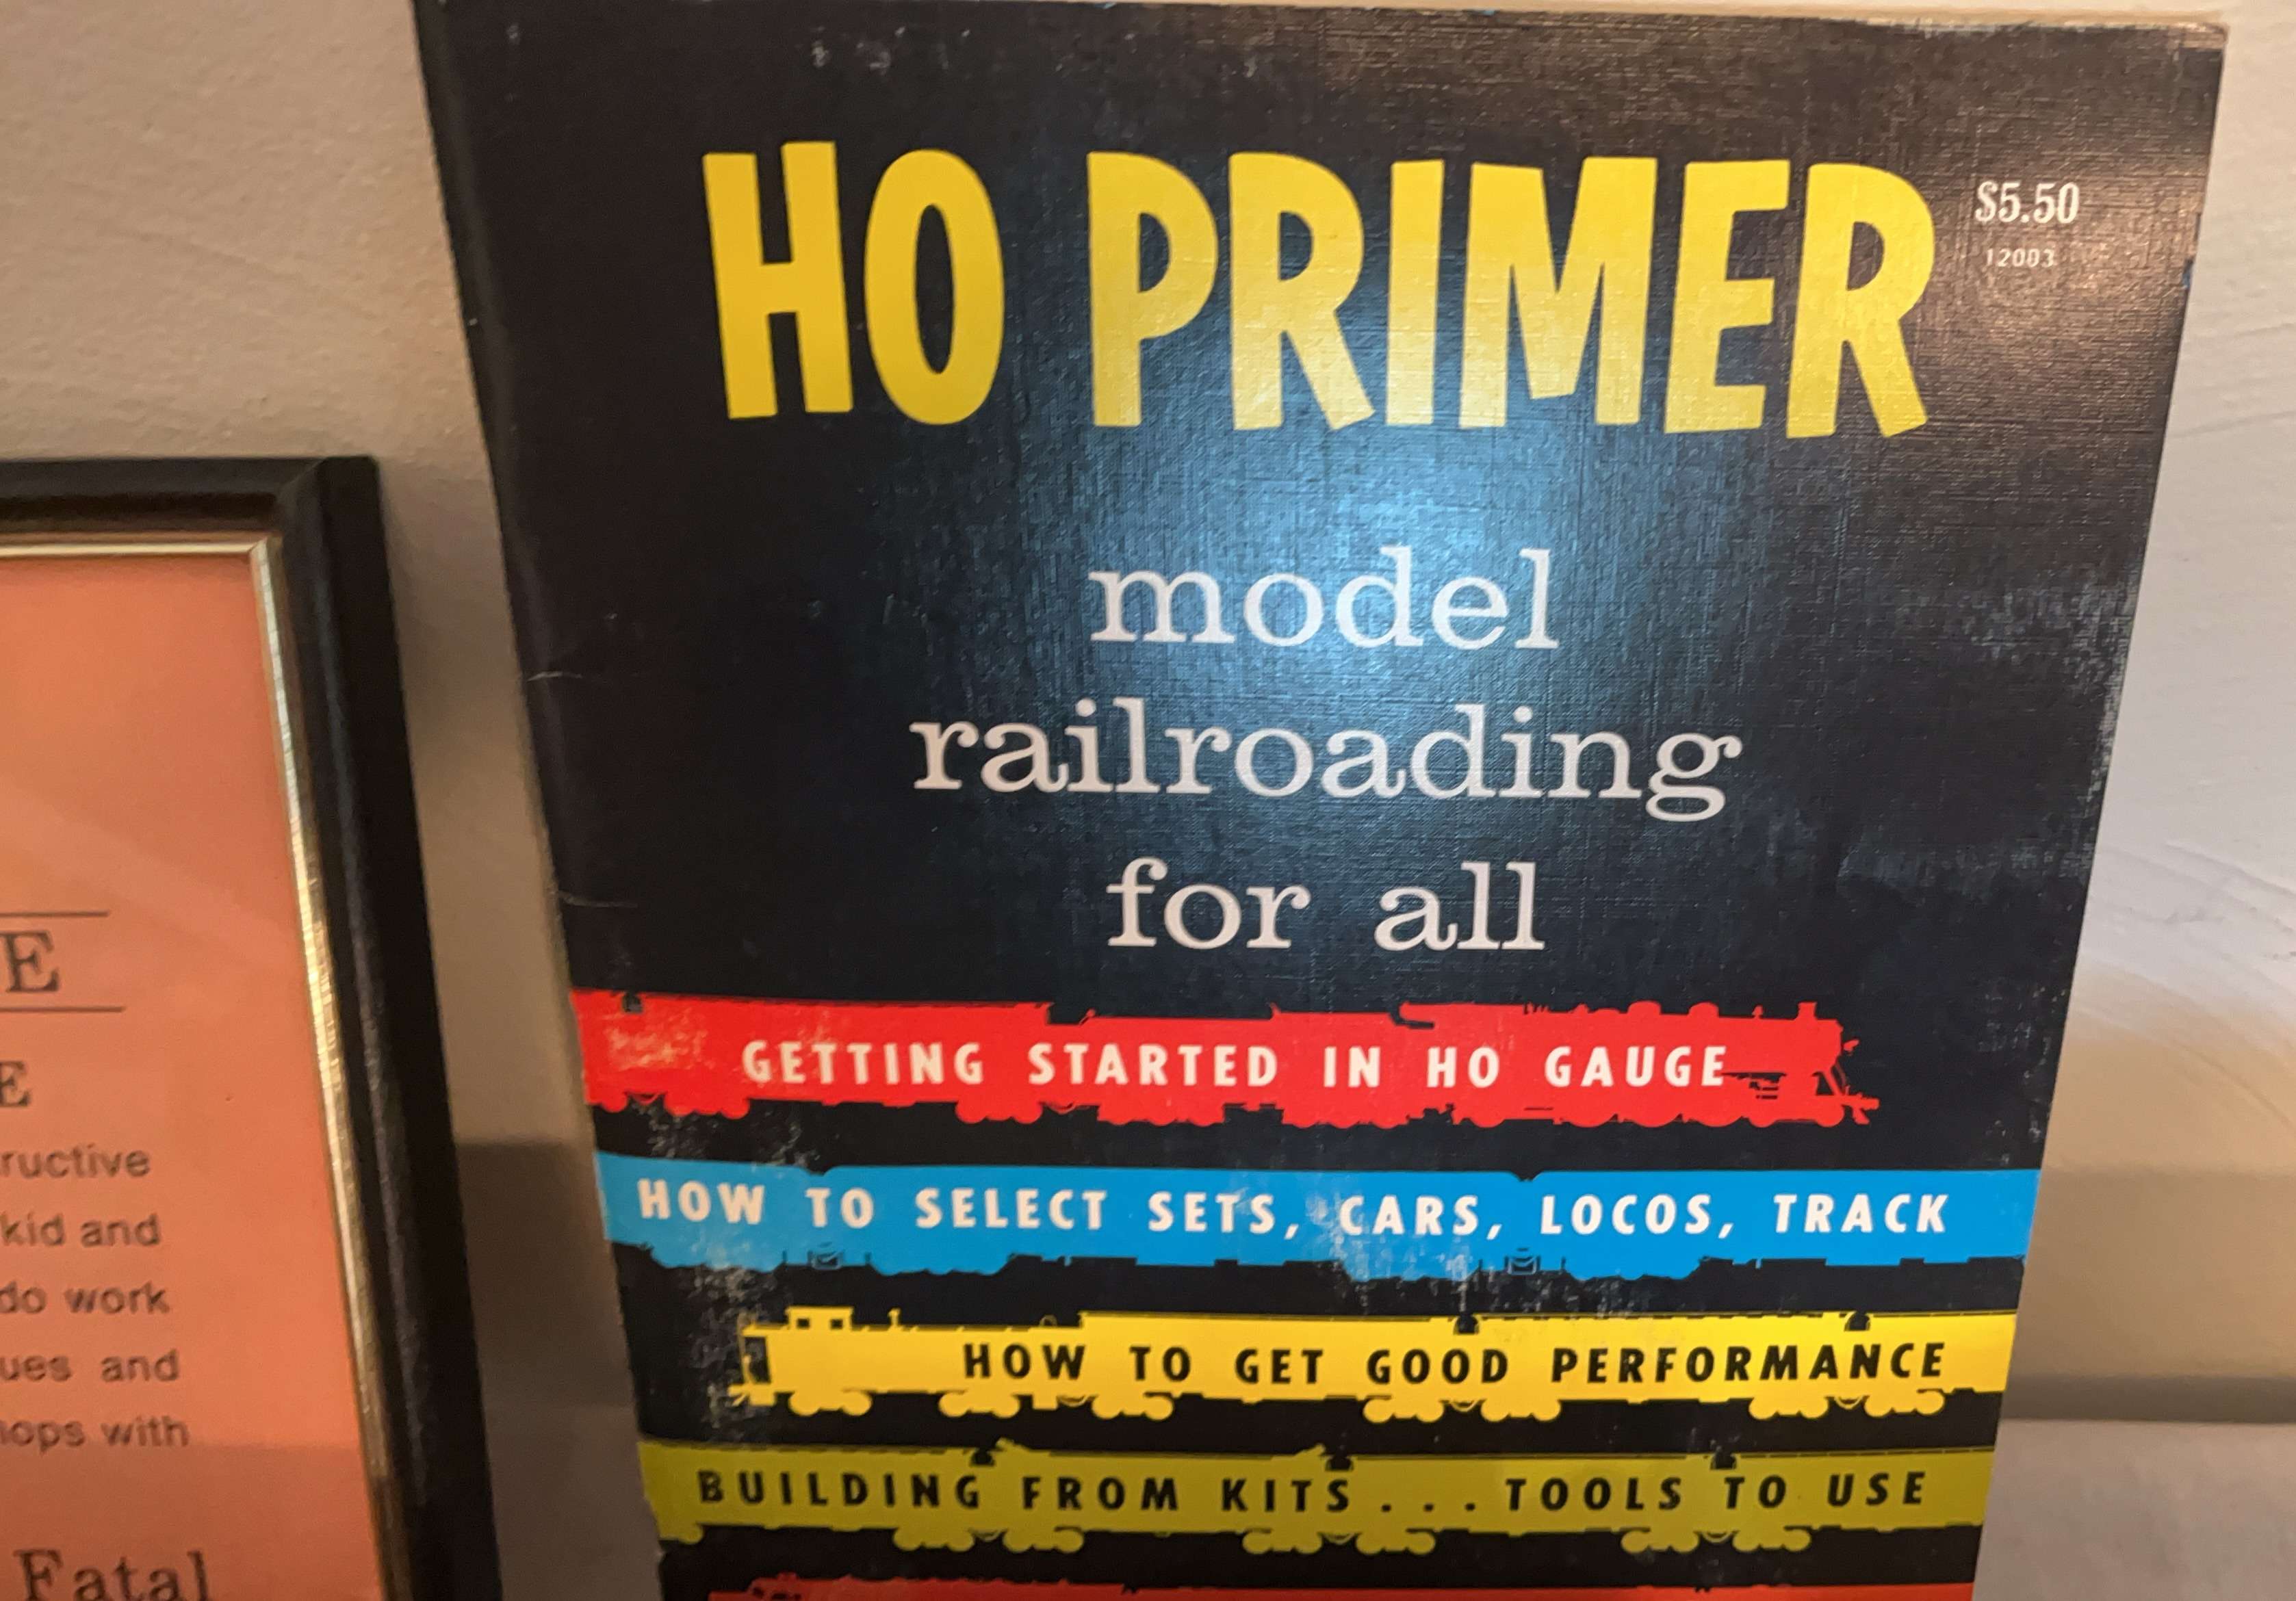 E
E
ructive
kid and
do work
ues and
hops with
Fatal
HO PRIMER
$5.50
12003
model
railroading
for all
GETTING STARTED IN HO GAUGE
HOW TO SELECT SETS, CARS, LOCOS, TRACK
HOW TO GET GOOD PERFORMANCE
BUILDING FROM KITS...TOOLS TO USE